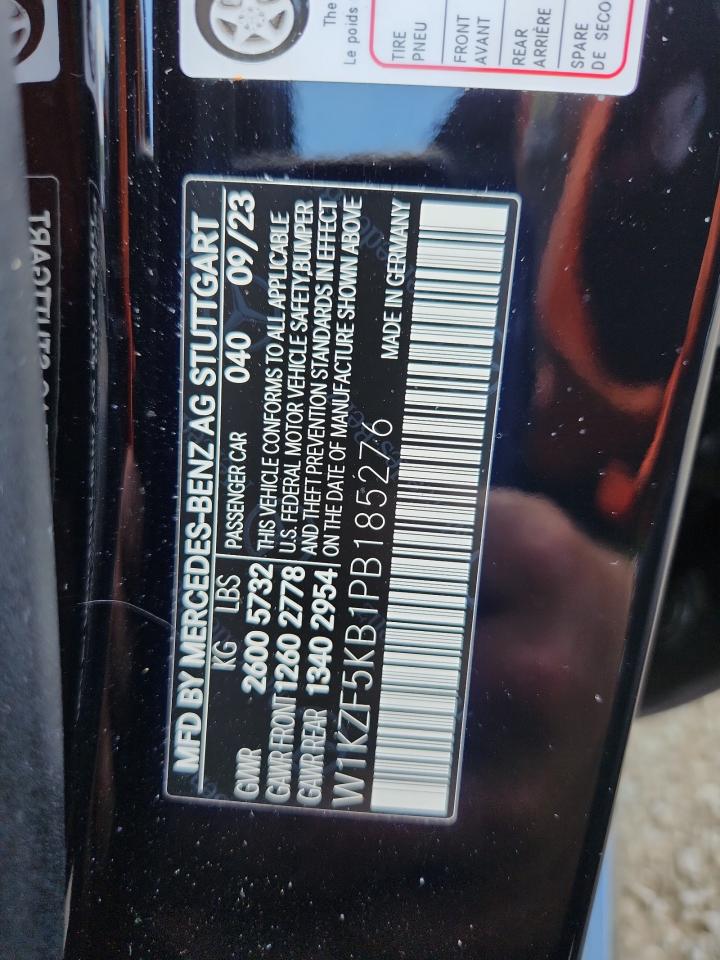 The
Le poids
TIRE
PNEU
FRONT
AVANT
REAR
ARRIÈRE
SPARE
DE SECO
MFD BY MERCEDES-BENZ AG STUTTGART
KG LBS PASSENGER CAR 040 09/23
GWR 2600 5732 THIS VEHICLE CONFORMS TO ALL APPLICABLE
GAWR FRONT 1260 2778 U.S. FEDERAL MOTOR VEHICLE SAFETY,BUMPER
GAWR REAR 1340 2954 AND THEFT PREVENTION STANDARDS IN EFFECT
ON THE DATE OF MANUFACTURE SHOWN ABOVE
W1KZF5KB1PB185276 MADE IN GERMANY